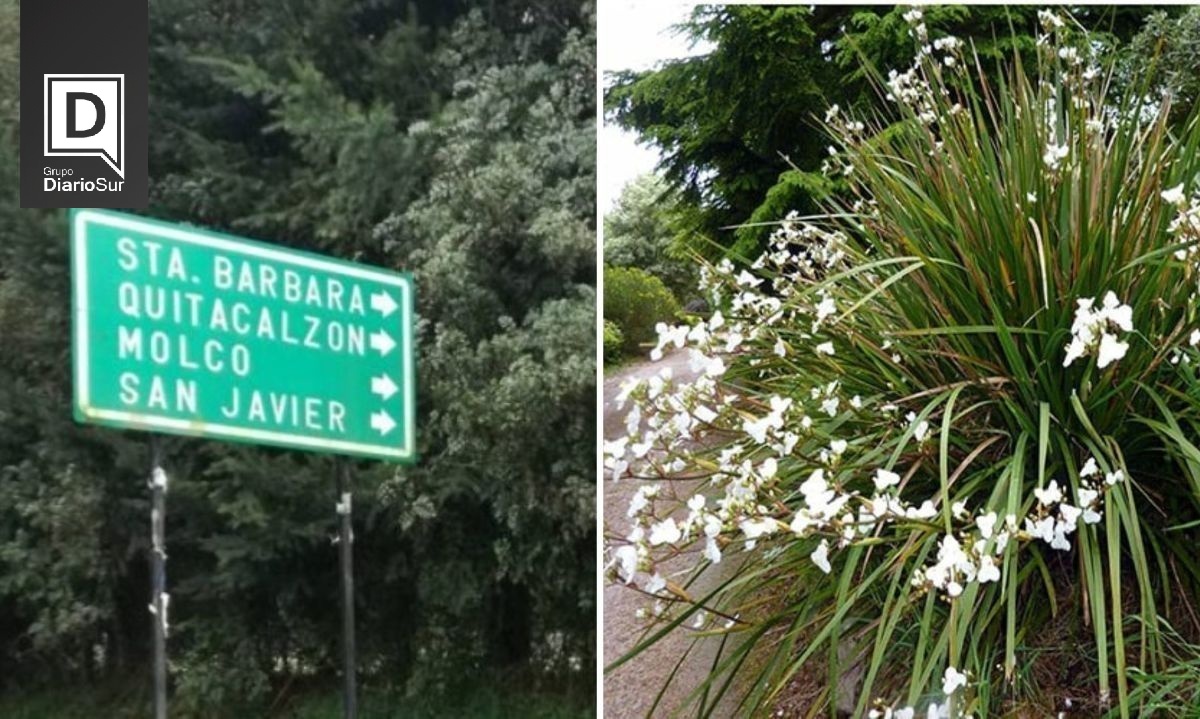 D
Grupo
DiarioSur
STA. BARBARA
QUITACALZON
MOLCO
SAN JAVIER